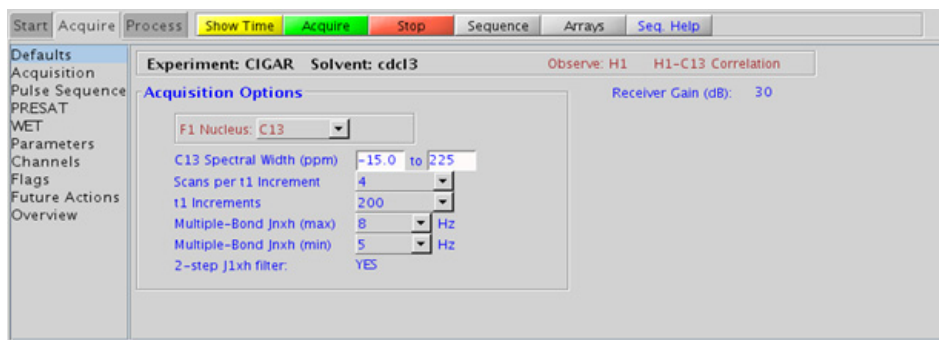 Start Acquire Process Show Time Acquire Stop Sequence Arrays Seq. Help
Defaults
Acquisition
Pulse Sequence
PRESAT
WET
Parameters
Channels
Flags
Future Actions
Overview
Experiment: CIGAR Solvent: cdcl3 Observe: H1 H1-C13 Correlation
Acquisition Options Receiver Gain (dB): 30
F1 Nucleus: C13
C13 Spectral Width (ppm) -15.0 to 225
Scans per t1 Increment 4
t1 Increments 200
Multiple-Bond Jnxh (max) 8 Hz
Multiple-Bond Jnxh (min) 5 Hz
2-step J1xh filter: YES